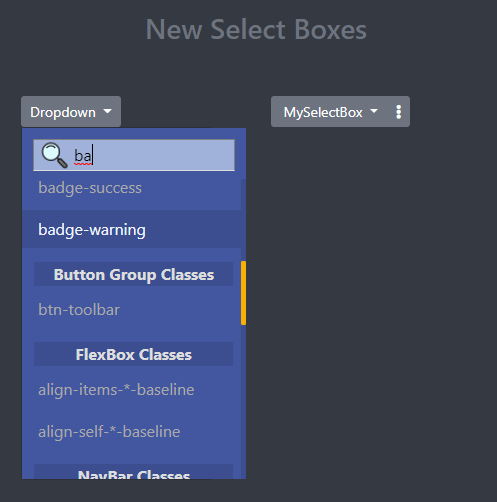 New Select Boxes
Dropdown
MySelectBox
ba
badge-success
badge-warning
Button Group Classes
btn-toolbar
FlexBox Classes
align-items-*-baseline
align-self-*-baseline
NavBar Classes